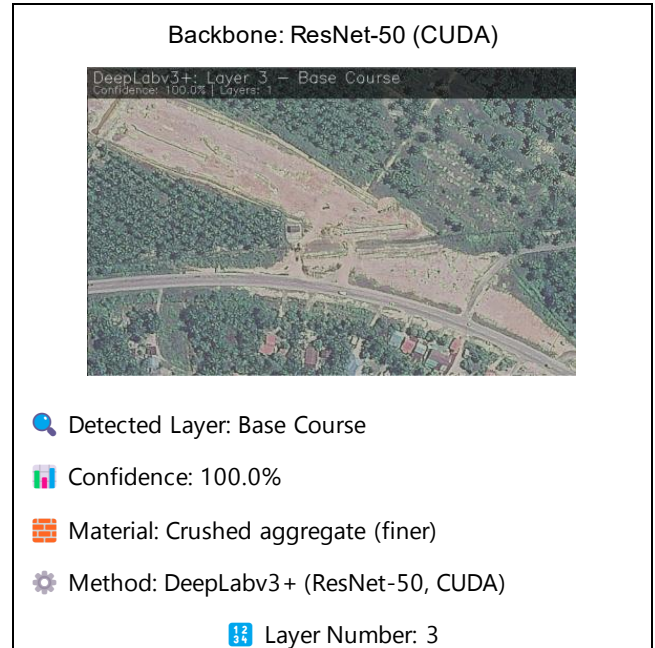 Backbone: ResNet-50 (CUDA)
DeepLabv3+: Layer 3 – Base Course
Confidence: 100.0% | Layers: 1
Detected Layer: Base Course
Confidence: 100.0%
Material: Crushed aggregate (finer)
Method: DeepLabv3+ (ResNet-50, CUDA)
Layer Number: 3